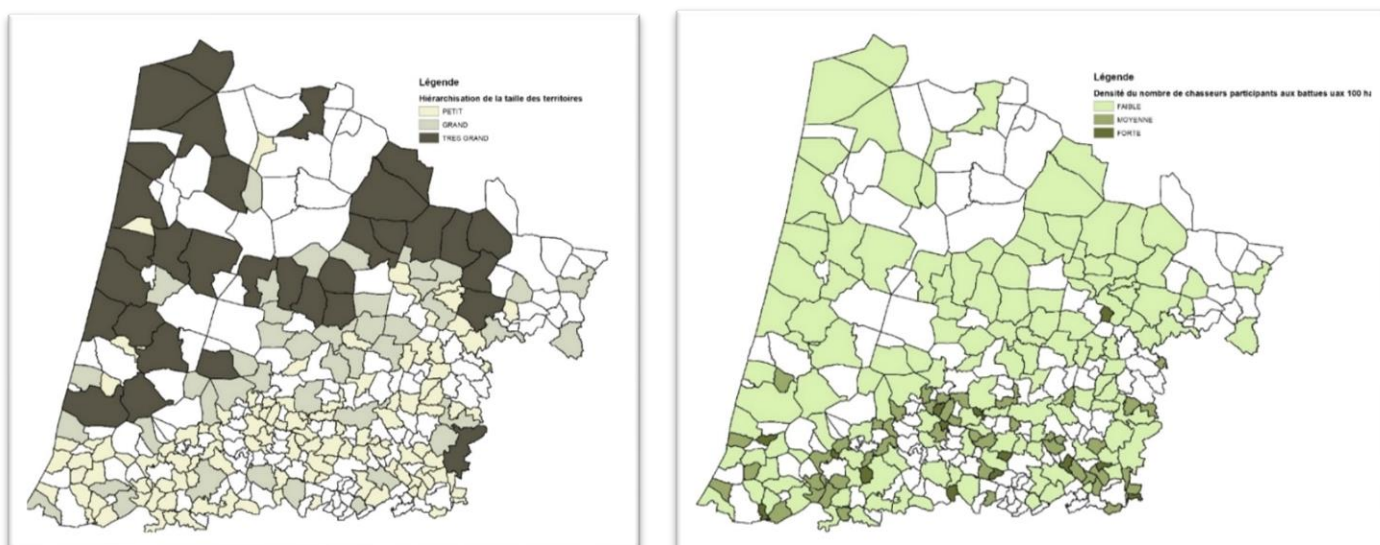 Légende
Hiérarchisation de la taille des territoires
PETIT
GRAND
TRES GRAND
Légende
Densité du nombre de chasseurs participants aux battues uax 100 ha
FAIBLE
MOYENNE
FORTE